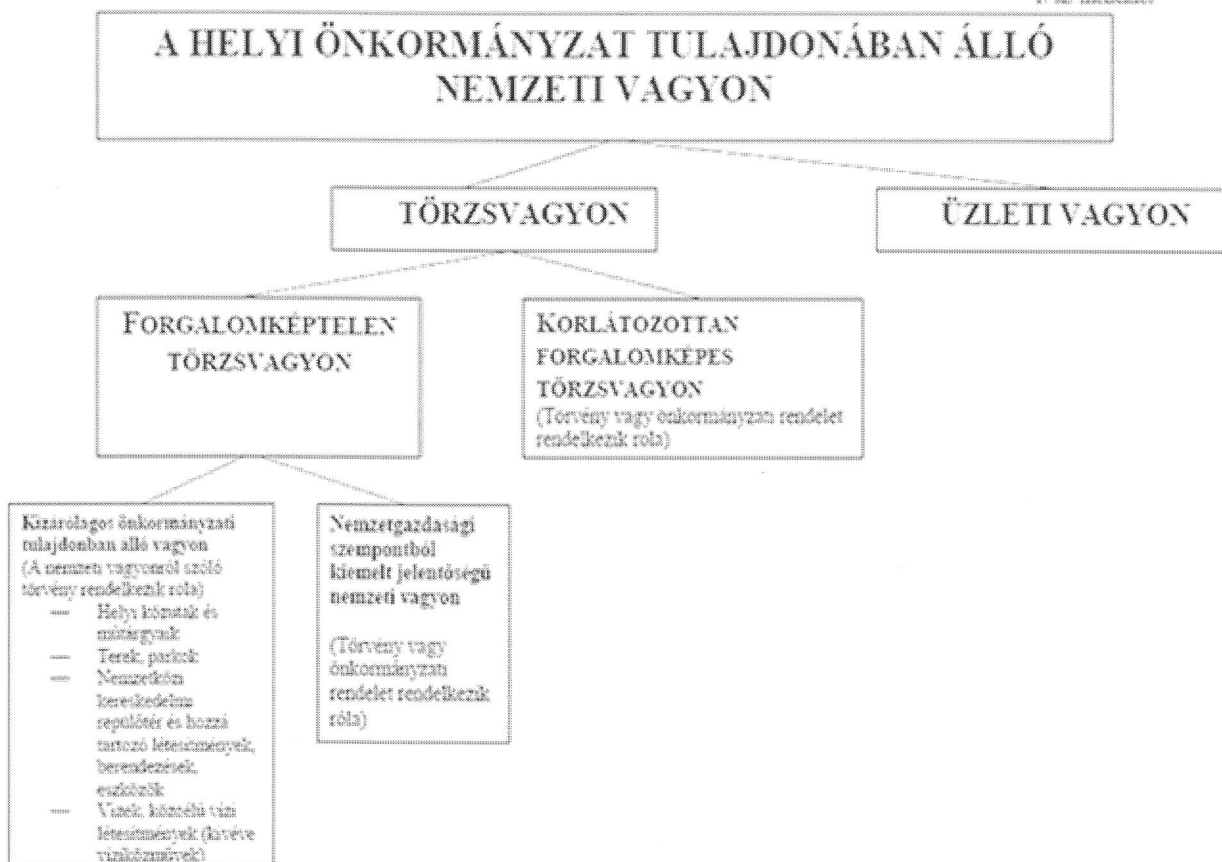 A HELYI ÖNKORMÁNYZAT TULAJDONÁBAN ÁLLÓ
NEMZETI VAGYON
TÖRZSVAGYON
ÜZLETI VAGYON
FORGALOMKÉPTELEN
TÖRZSVAGYON
KORLÁTOZOTTAN
FORGALOMKÉPES
TÖRZSVAGYON
(Törvény vagy önkormányzati rendelet
rendelkezik róla)
Kizárólagos önkormányzati
tulajdonban álló vagyon
(A nemzeti vagyonról szóló
törvény rendelkezik róla)
— Helyi közutak és
műtárgyaik
— Terek, parkok
— Nemzetközi
kereskedelmi
repülőtér és hozzá
tartozó létesítmények,
berendezések,
eszközök
— Vizek, közcélú vízi
létesítmények (kivéve
víziközművek)
Nemzetgazdasági
szempontból
kiemelt jelentőségű
nemzeti vagyon
(Törvény vagy
önkormányzati
rendelet rendelkezik
róla)